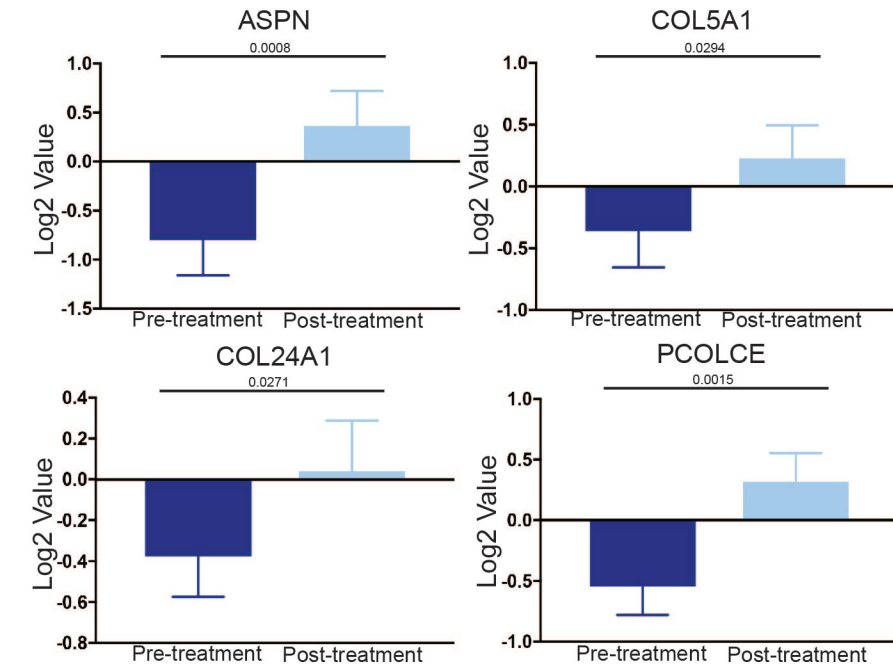 ASPN
0.0008
Log2 Value
1.0
0.5
0.0
-0.5
-1.0
-1.5
Pre-treatment Post-treatment
COL5A1
0.0294
Log2 Value
1.0
0.5
0.0
-0.5
-1.0
Pre-treatment Post-treatment
COL24A1
0.0271
Log2 Value
0.4
0.2
0.0
-0.2
-0.4
-0.6
-0.8
Pre-treatment Post-treatment
PCOLCE
0.0015
Log2 Value
1.0
0.5
0.0
-0.5
-1.0
Pre-treatment Post-treatment